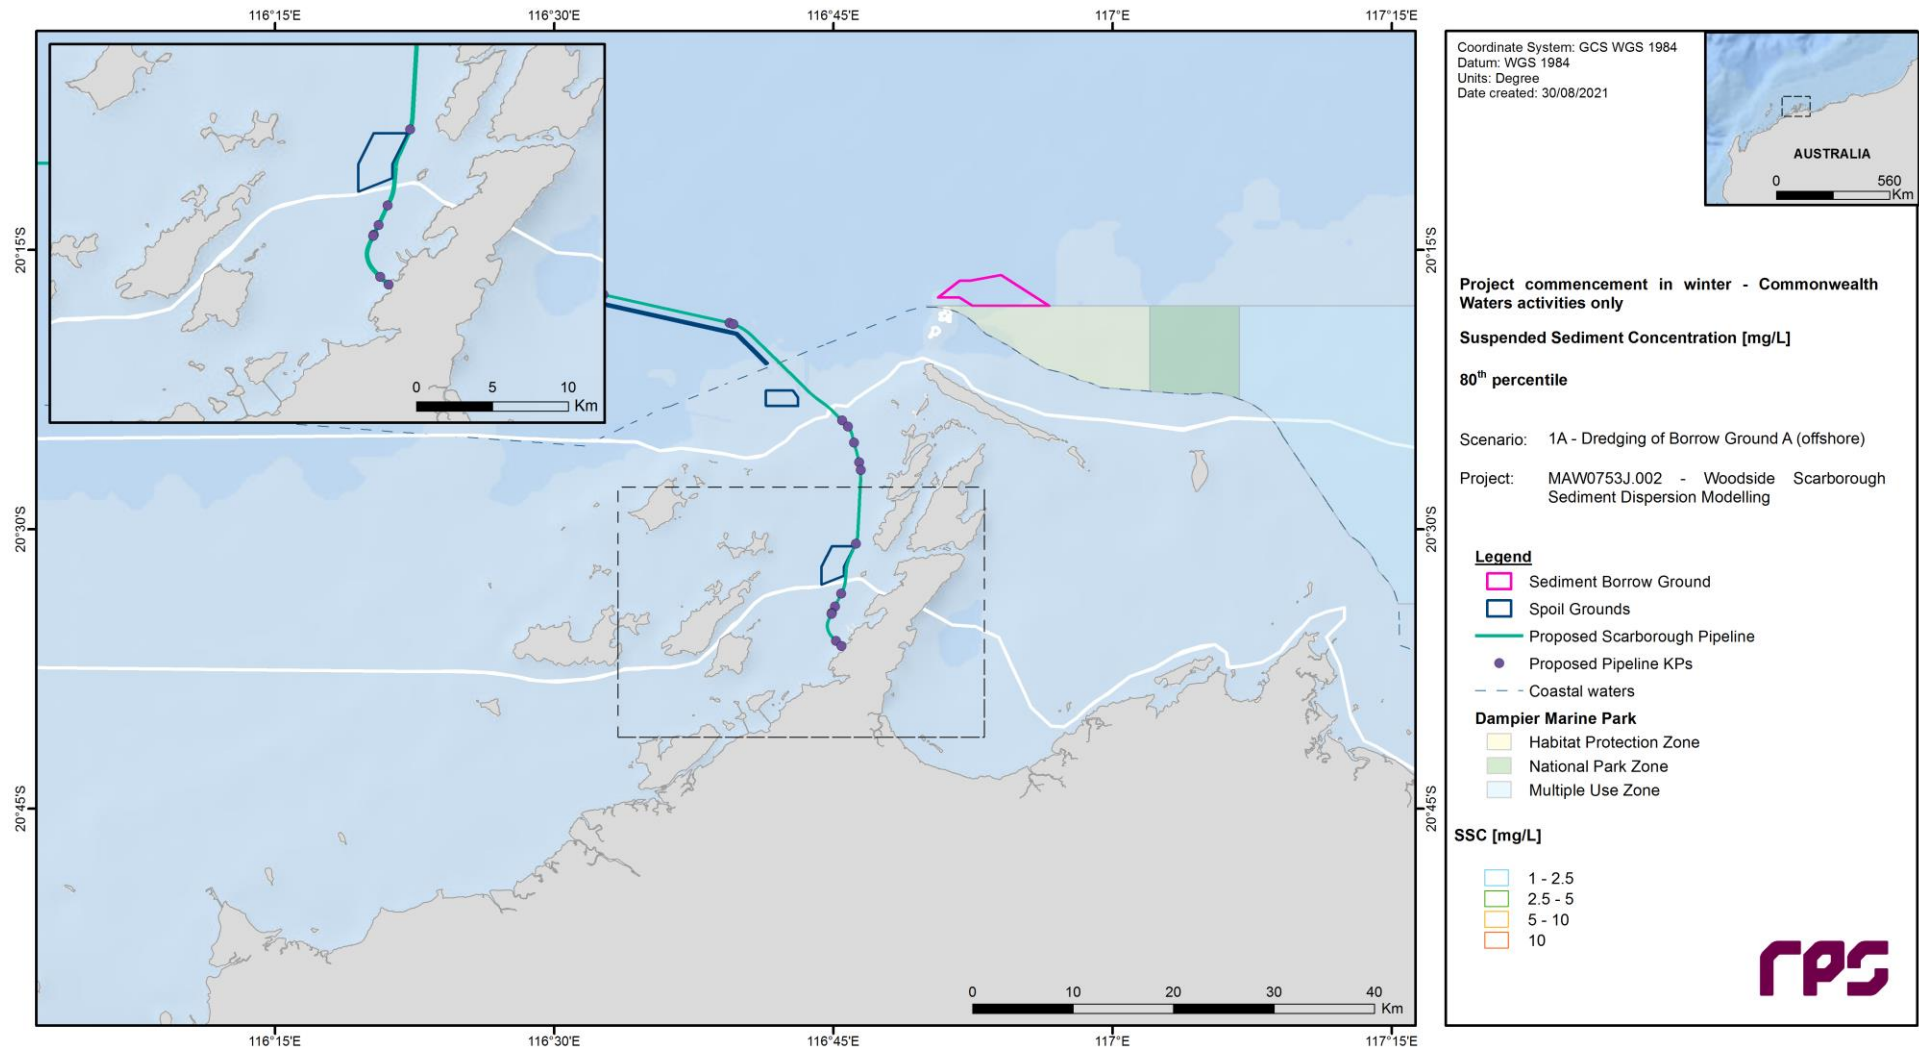 116°15'E
116°30'E
116°45'E
117°E
117°15'E
20°15'S
20°30'S
20°45'S
0 5 10
Km
0 10 20 30 40
Km
20°15'S
20°30'S
20°45'S
116°15'E
116°30'E
116°45'E
117°E
117°15'E
Coordinate System: GCS WGS 1984
Datum: WGS 1984
Units: Degree
Date created: 30/08/2021
AUSTRALIA
0 560
Km
Project commencement in winter - Commonwealth
Waters activities only
Suspended Sediment Concentration [mg/L]
80th percentile
Scenario: 1A - Dredging of Borrow Ground A (offshore)
Project: MAW0753J.002 - Woodside Scarborough
Sediment Dispersion Modelling
Legend
Sediment Borrow Ground
Spoil Grounds
Proposed Scarborough Pipeline
Proposed Pipeline KPs
Coastal waters
Dampier Marine Park
Habitat Protection Zone
National Park Zone
Multiple Use Zone
SSC [mg/L]
1 - 2.5
2.5 - 5
5 - 10
10
rps